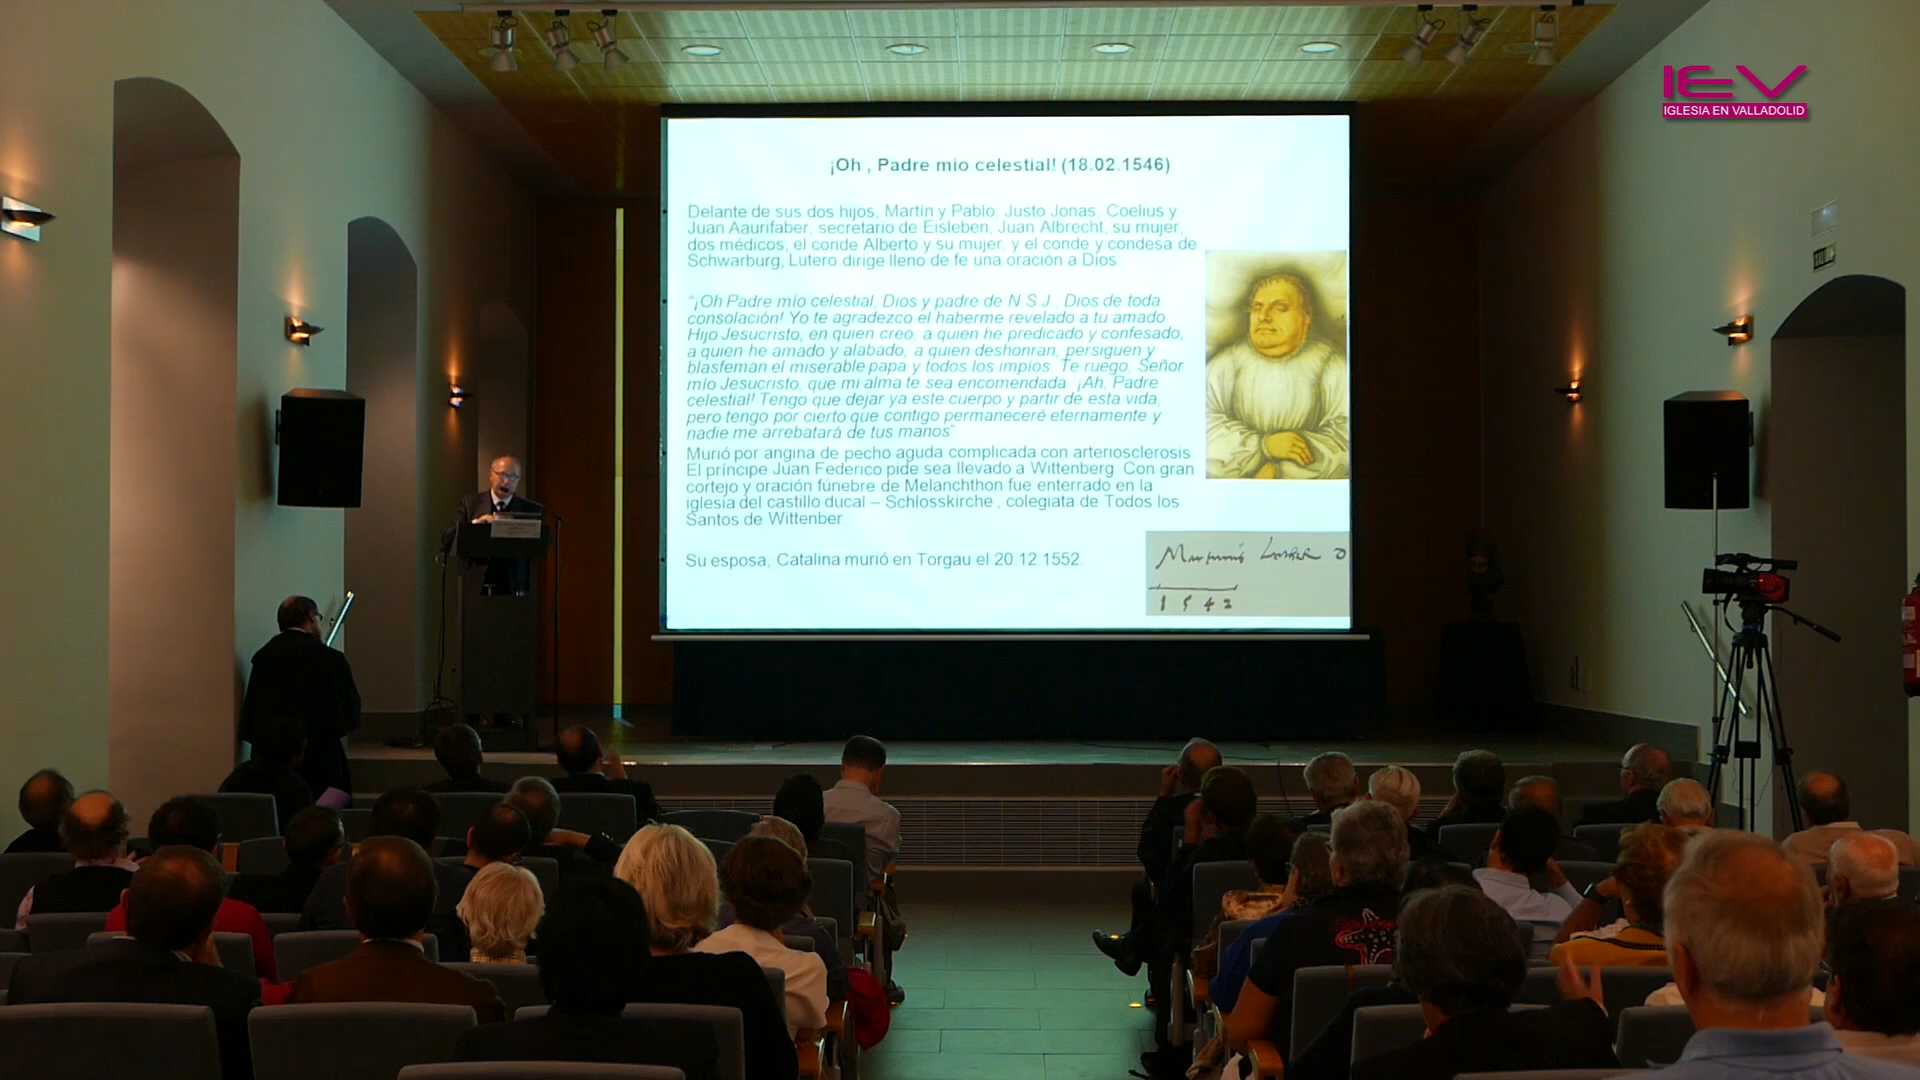 IEV
IGLESIA EN VALLADOLID
¡Oh , Padre mio celestial! (18.02.1546)
Delante de sus dos hijos, Martín y Pablo, Justo Jonas, Coelius y
Juan Aaurifaber, secretario de Eisleben, Juan Albrecht, su mujer,
dos médicos; el conde Alberto y su mujer, y el conde y condesa de
Schwarburg, Lutero dirige lleno de fe una oración a Dios:
“¡Oh Padre mío celestial, Dios y padre de N.S.J., Dios de toda
consolación! Yo te agradezco el haberme revelado a tu amado
Hijo Jesucristo, en quien creo, a quien he predicado y confesado,
a quien he amado y alabado, a quien deshonran, persiguen y
blasfeman el miserable papa y todos los impíos. Te ruego, Señor
mío Jesucristo, que mi alma te sea encomendada. ¡Ah, Padre
celestial! Tengo que dejar ya este cuerpo y partir de esta vida,
pero tengo por cierto que contigo permaneceré eternamente y
nadie me arrebatará de tus manos”
Murió por angina de pecho aguda complicada con arteriosclerosis.
El príncipe Juan Federico pide sea llevado a Wittenberg. Con gran
cortejo y oración fúnebre de Melanchthon fue enterrado en la
iglesia del castillo ducal – Schlosskirche , colegiata de Todos los
Santos de Wittenber.
Su esposa, Catalina murió en Torgau el 20.12.1552.
Martinus Luther D
1542